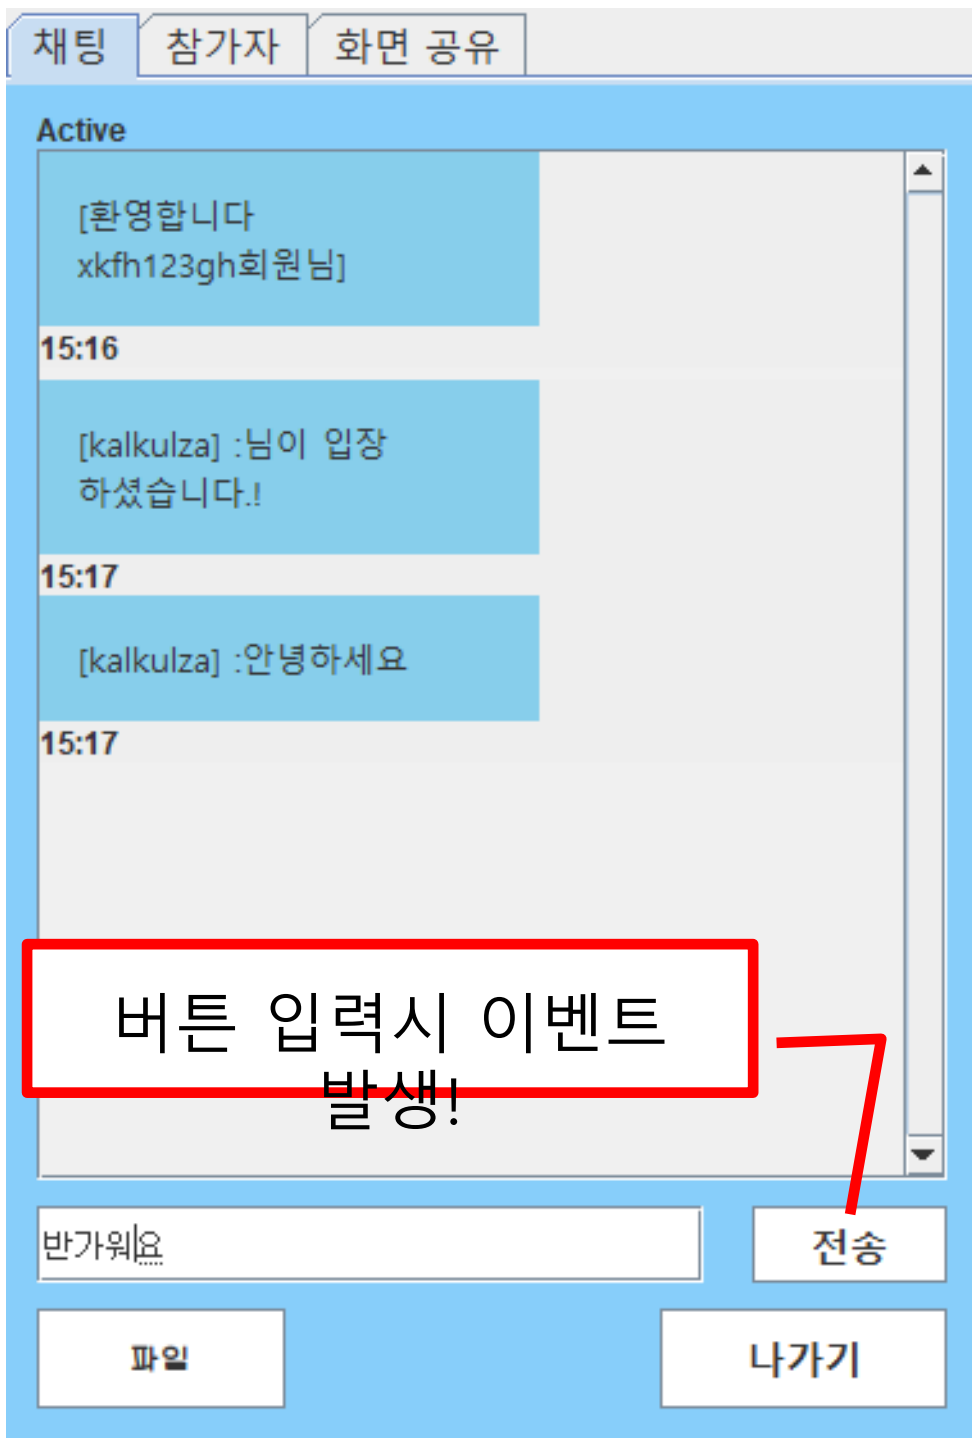 채팅 참가자 화면 공유
Active
[환영합니다
xkfh123gh회원님]
15:16
[kalkulza] :님이 입장
하셨습니다.!
15:17
[kalkulza] :안녕하세요
15:17
버튼 입력시 이벤트
발생!
반가워요 전송
파일 나가기